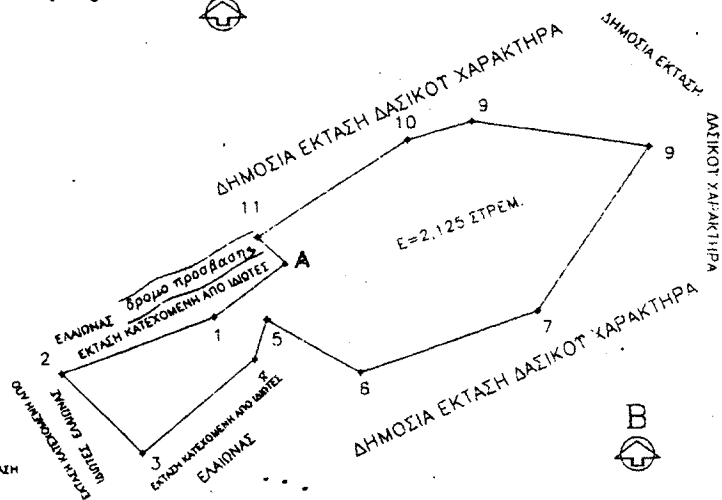 ΔΗΜΟΣΙΑ ΕΚΤΑΣΗ
ΔΑΣΙΚΟΥ ΧΑΡΑΚΤΗΡΑ
ΔΗΜΟΣΙΑ ΕΚΤΑΣΗ ΔΑΣΙΚΟΥ ΧΑΡΑΚΤΗΡΑ
10
9
9
11
Ε=2,125 ΣΤΡΕΜ.
A
δρομο προσβασης
ΕΛΑΙΩΝΑΣ
ΕΚΤΑΣΗ ΚΑΤΕΧΟΜΕΝΗ ΑΠΟ ΙΔΙΩΤΕΣ
1
5
7
2
6
ΕΚΤΑΣΗ ΚΑΤΕΧΟΜΕΝΗ ΑΠΟ
ΙΔΙΩΤΕΣ ΕΛΑΙΩΝΑΣ
3
ΕΚΤΑΣΗ ΚΑΤΕΧΟΜΕΝΗ ΑΠΟ ΙΔΙΩΤΕΣ
ΕΛΑΙΩΝΑΣ
ΔΗΜΟΣΙΑ ΕΚΤΑΣΗ ΔΑΣΙΚΟΥ ΧΑΡΑΚΤΗΡΑ
B